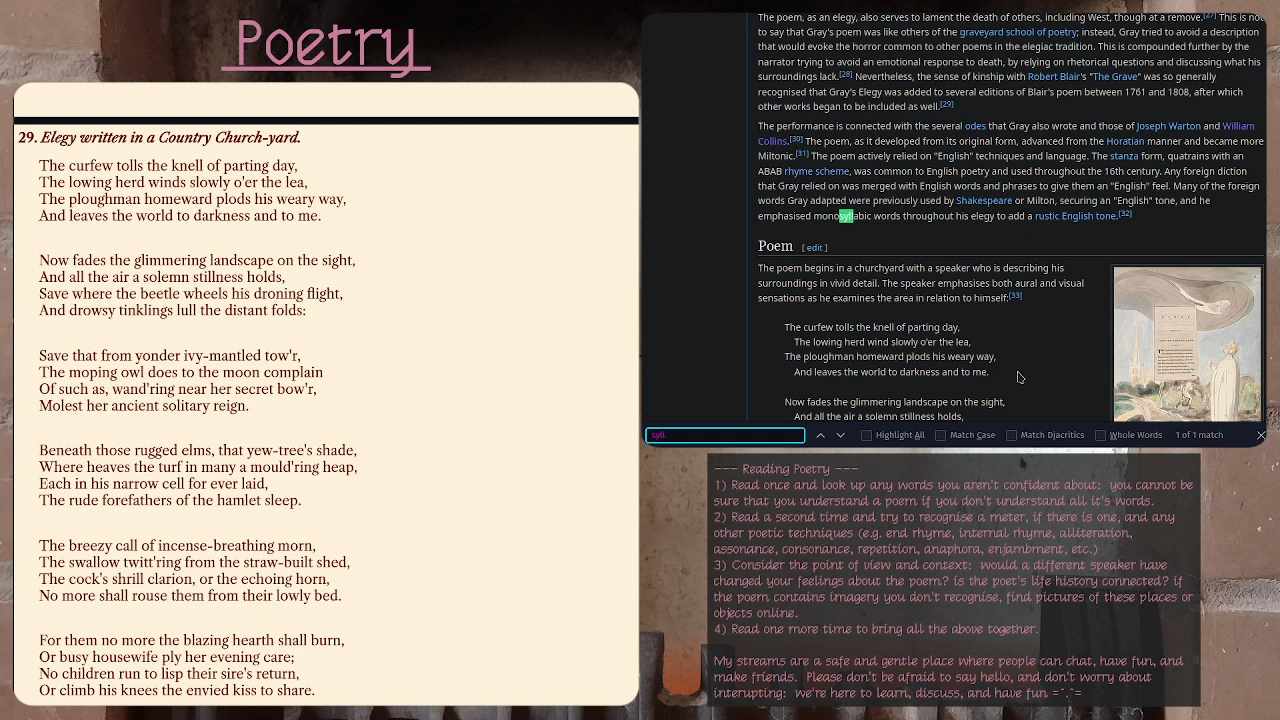 Poetry
29. Elegy written in a Country Church-yard.
The curfew tolls the knell of parting day,
The lowing herd winds slowly o'er the lea,
The ploughman homeward plods his weary way,
And leaves the world to darkness and to me.
Now fades the glimmering landscape on the sight,
And all the air a solemn stillness holds,
Save where the beetle wheels his droning flight,
And drowsy tinklings lull the distant folds:
Save that from yonder ivy-mantled tow'r,
The moping owl does to the moon complain
Of such as, wand'ring near her secret bow'r,
Molest her ancient solitary reign.
Beneath those rugged elms, that yew-tree's shade,
Where heaves the turf in many a mould'ring heap,
Each in his narrow cell for ever laid,
The rude forefathers of the hamlet sleep.
The breezy call of incense-breathing morn,
The swallow twitt'ring from the straw-built shed,
The cock's shrill clarion, or the echoing horn,
No more shall rouse them from their lowly bed.
For them no more the blazing hearth shall burn,
Or busy housewife ply her evening care;
No children run to lisp their sire's return,
Or climb his knees the envied kiss to share.
The poem, as an elegy, also serves to lament the death of others, including West, though at a remove.[27] This is not
to say that Gray's poem was like others of the graveyard school of poetry; instead, Gray tried to avoid a description
that would evoke the horror common to other poems in the elegiac tradition. This is compounded further by the
narrator trying to avoid an emotional response to death, by relying on rhetorical questions and discussing what his
surroundings lack.[28] Nevertheless, the sense of kinship with Robert Blair's "The Grave" was so generally
recognised that Gray's Elegy was added to several editions of Blair's poem between 1761 and 1808, after which
other works began to be included as well.[29]
The performance is connected with the several odes that Gray also wrote and those of Joseph Warton and William
Collins.[30] The poem, as it developed from its original form, advanced from the Horatian manner and became more
Miltonic.[31] The poem actively relied on "English" techniques and language. The stanza form, quatrains with an
ABAB rhyme scheme, was common to English poetry and used throughout the 16th century. Any foreign diction
that Gray relied on was merged with English words and phrases to give them an "English" feel. Many of the foreign
words Gray adapted were previously used by Shakespeare or Milton, securing an "English" tone, and he
emphasised monosyllabic words throughout his elegy to add a rustic English tone.[32]
Poem [ edit ]
The poem begins in a churchyard with a speaker who is describing his
surroundings in vivid detail. The speaker emphasises both aural and visual
sensations as he examines the area in relation to himself:[33]
The curfew tolls the knell of parting day,
The lowing herd winds slowly o'er the lea,
The ploughman homeward plods his weary way,
And leaves the world to darkness and to me.
Now fades the glimmering landscape on the sight,
And all the air a solemn stillness holds,
syll
Highlight All
Match Case
Match Diacritics
Whole Words
1 of 1 match
--- Reading Poetry ---
1) Read once and look up any words you aren't confident about: you cannot be
sure that you understand a poem if you don't understand all it's words.
2) Read a second time and try to recognise a meter, if there is one, and any
other poetic techniques (e.g. end rhyme, internal rhyme, alliteration,
assonance, consonance, repetition, anaphora, enjambment, etc.)
3) Consider the point of view and context: would a different speaker have
changed your feelings about the poem? is the poet's life history connected? if
the poem contains imagery you don't recognise, find pictures of these places or
objects online.
4) Read one more time to bring all the above together.
My streams are a safe and gentle place where people can chat, have fun, and
make friends. Please don't be afraid to say hello, and don't worry about
interupting: we're here to learn, discuss, and have fun =^.^=